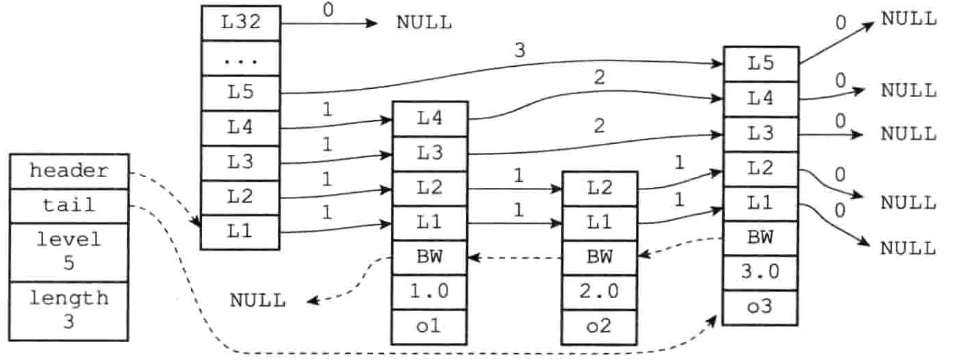 header
tail
level
5
length
3
L32
...
L5
L4
L3
L2
L1
0
NULL
3
1
1
1
1
L4
L3
L2
L1
BW
1.0
o1
NULL
2
2
1
1
L2
L1
BW
2.0
o2
1
1
L5
L4
L3
L2
L1
BW
3.0
o3
0
NULL
0
NULL
0
NULL
0
NULL
0
NULL